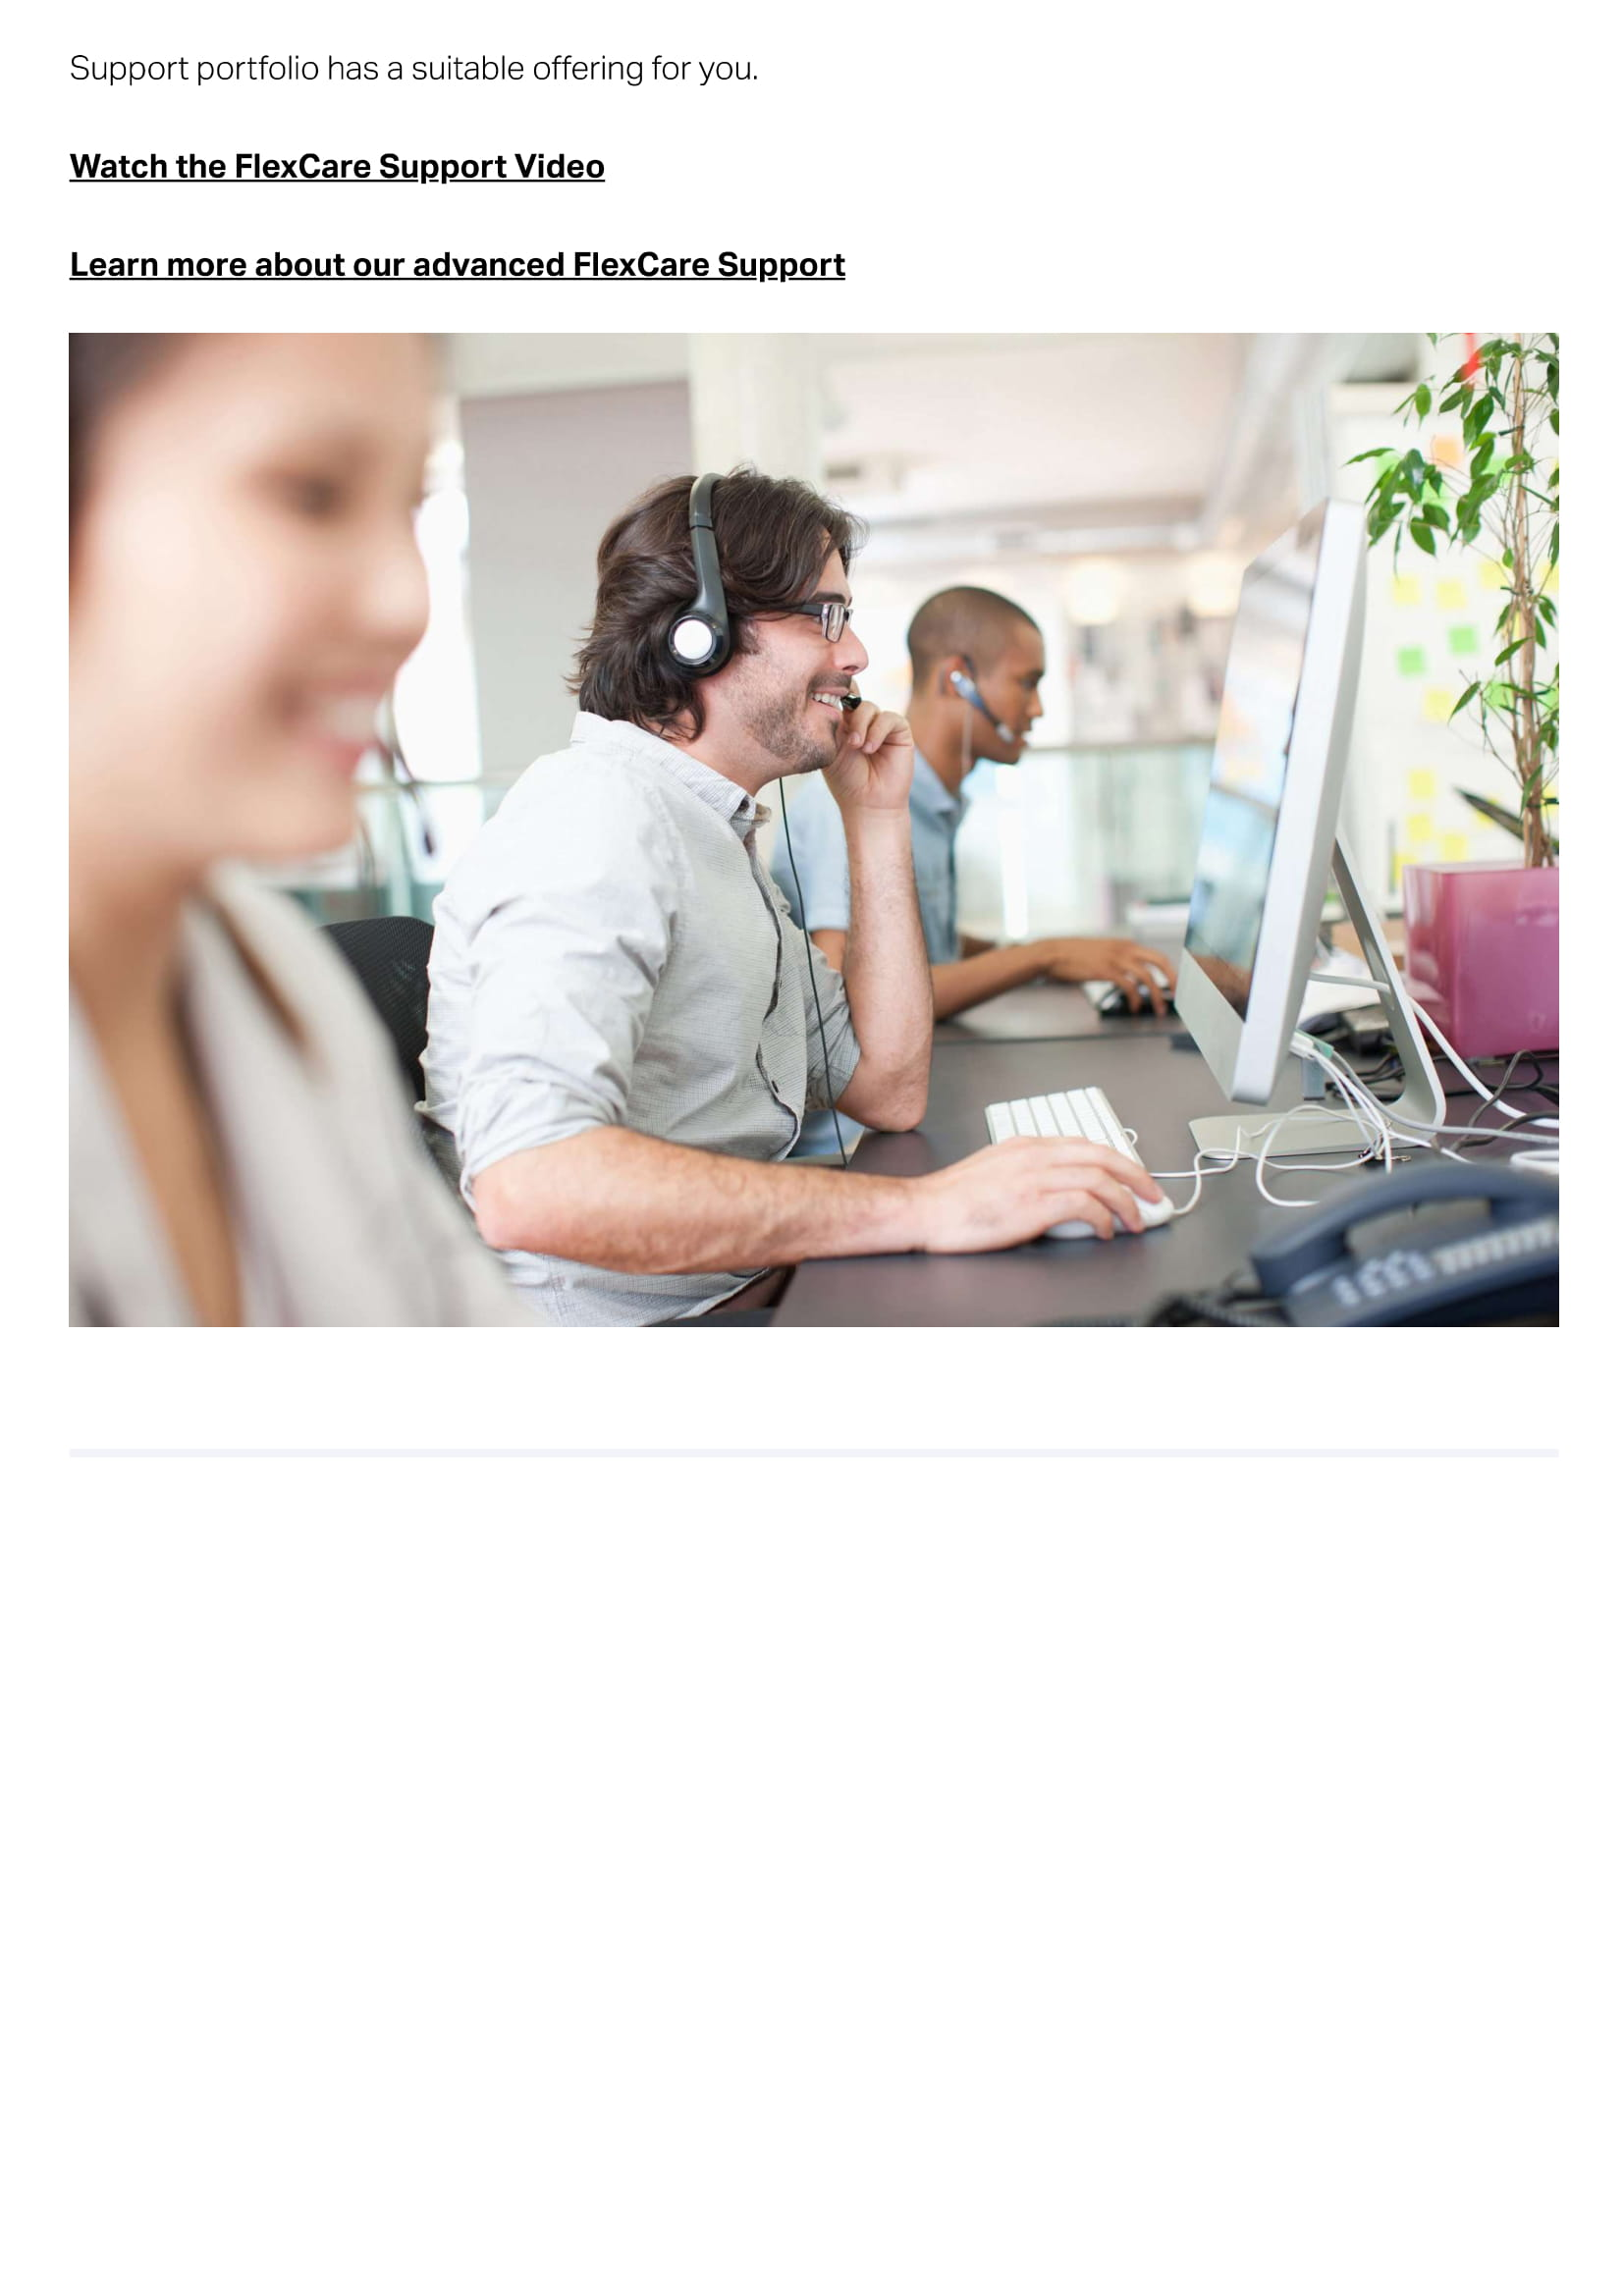 Support portfolio has a suitable offering for you.
Watch the FlexCare Support Video
Learn more about our advanced FlexCare Support